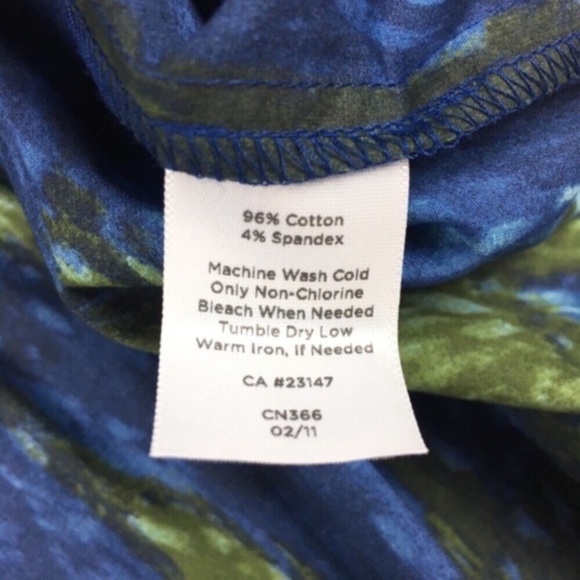 96% Cotton
4% Spandex
Machine Wash Cold
Only Non-Chlorine
Bleach When Needed
Tumble Dry Low
Warm Iron, if Needed
CA #23147
CN366
02/11